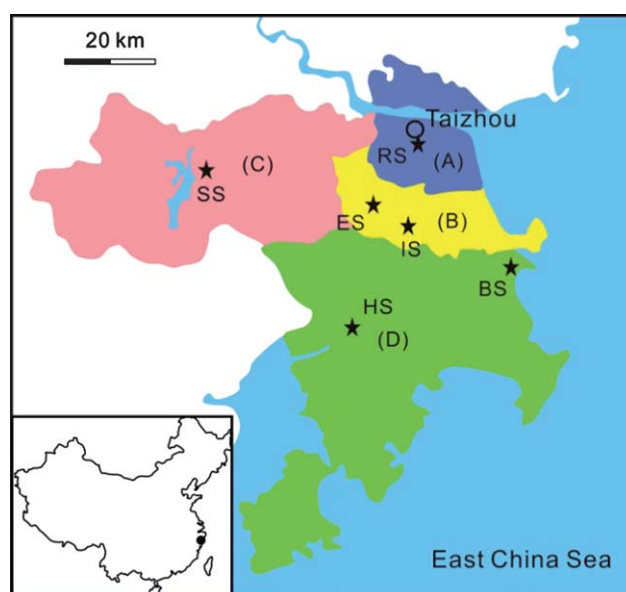 20 km
Taizhou
RS
(A)
(C)
SS
ES
(B)
IS
BS
HS
(D)
East China Sea